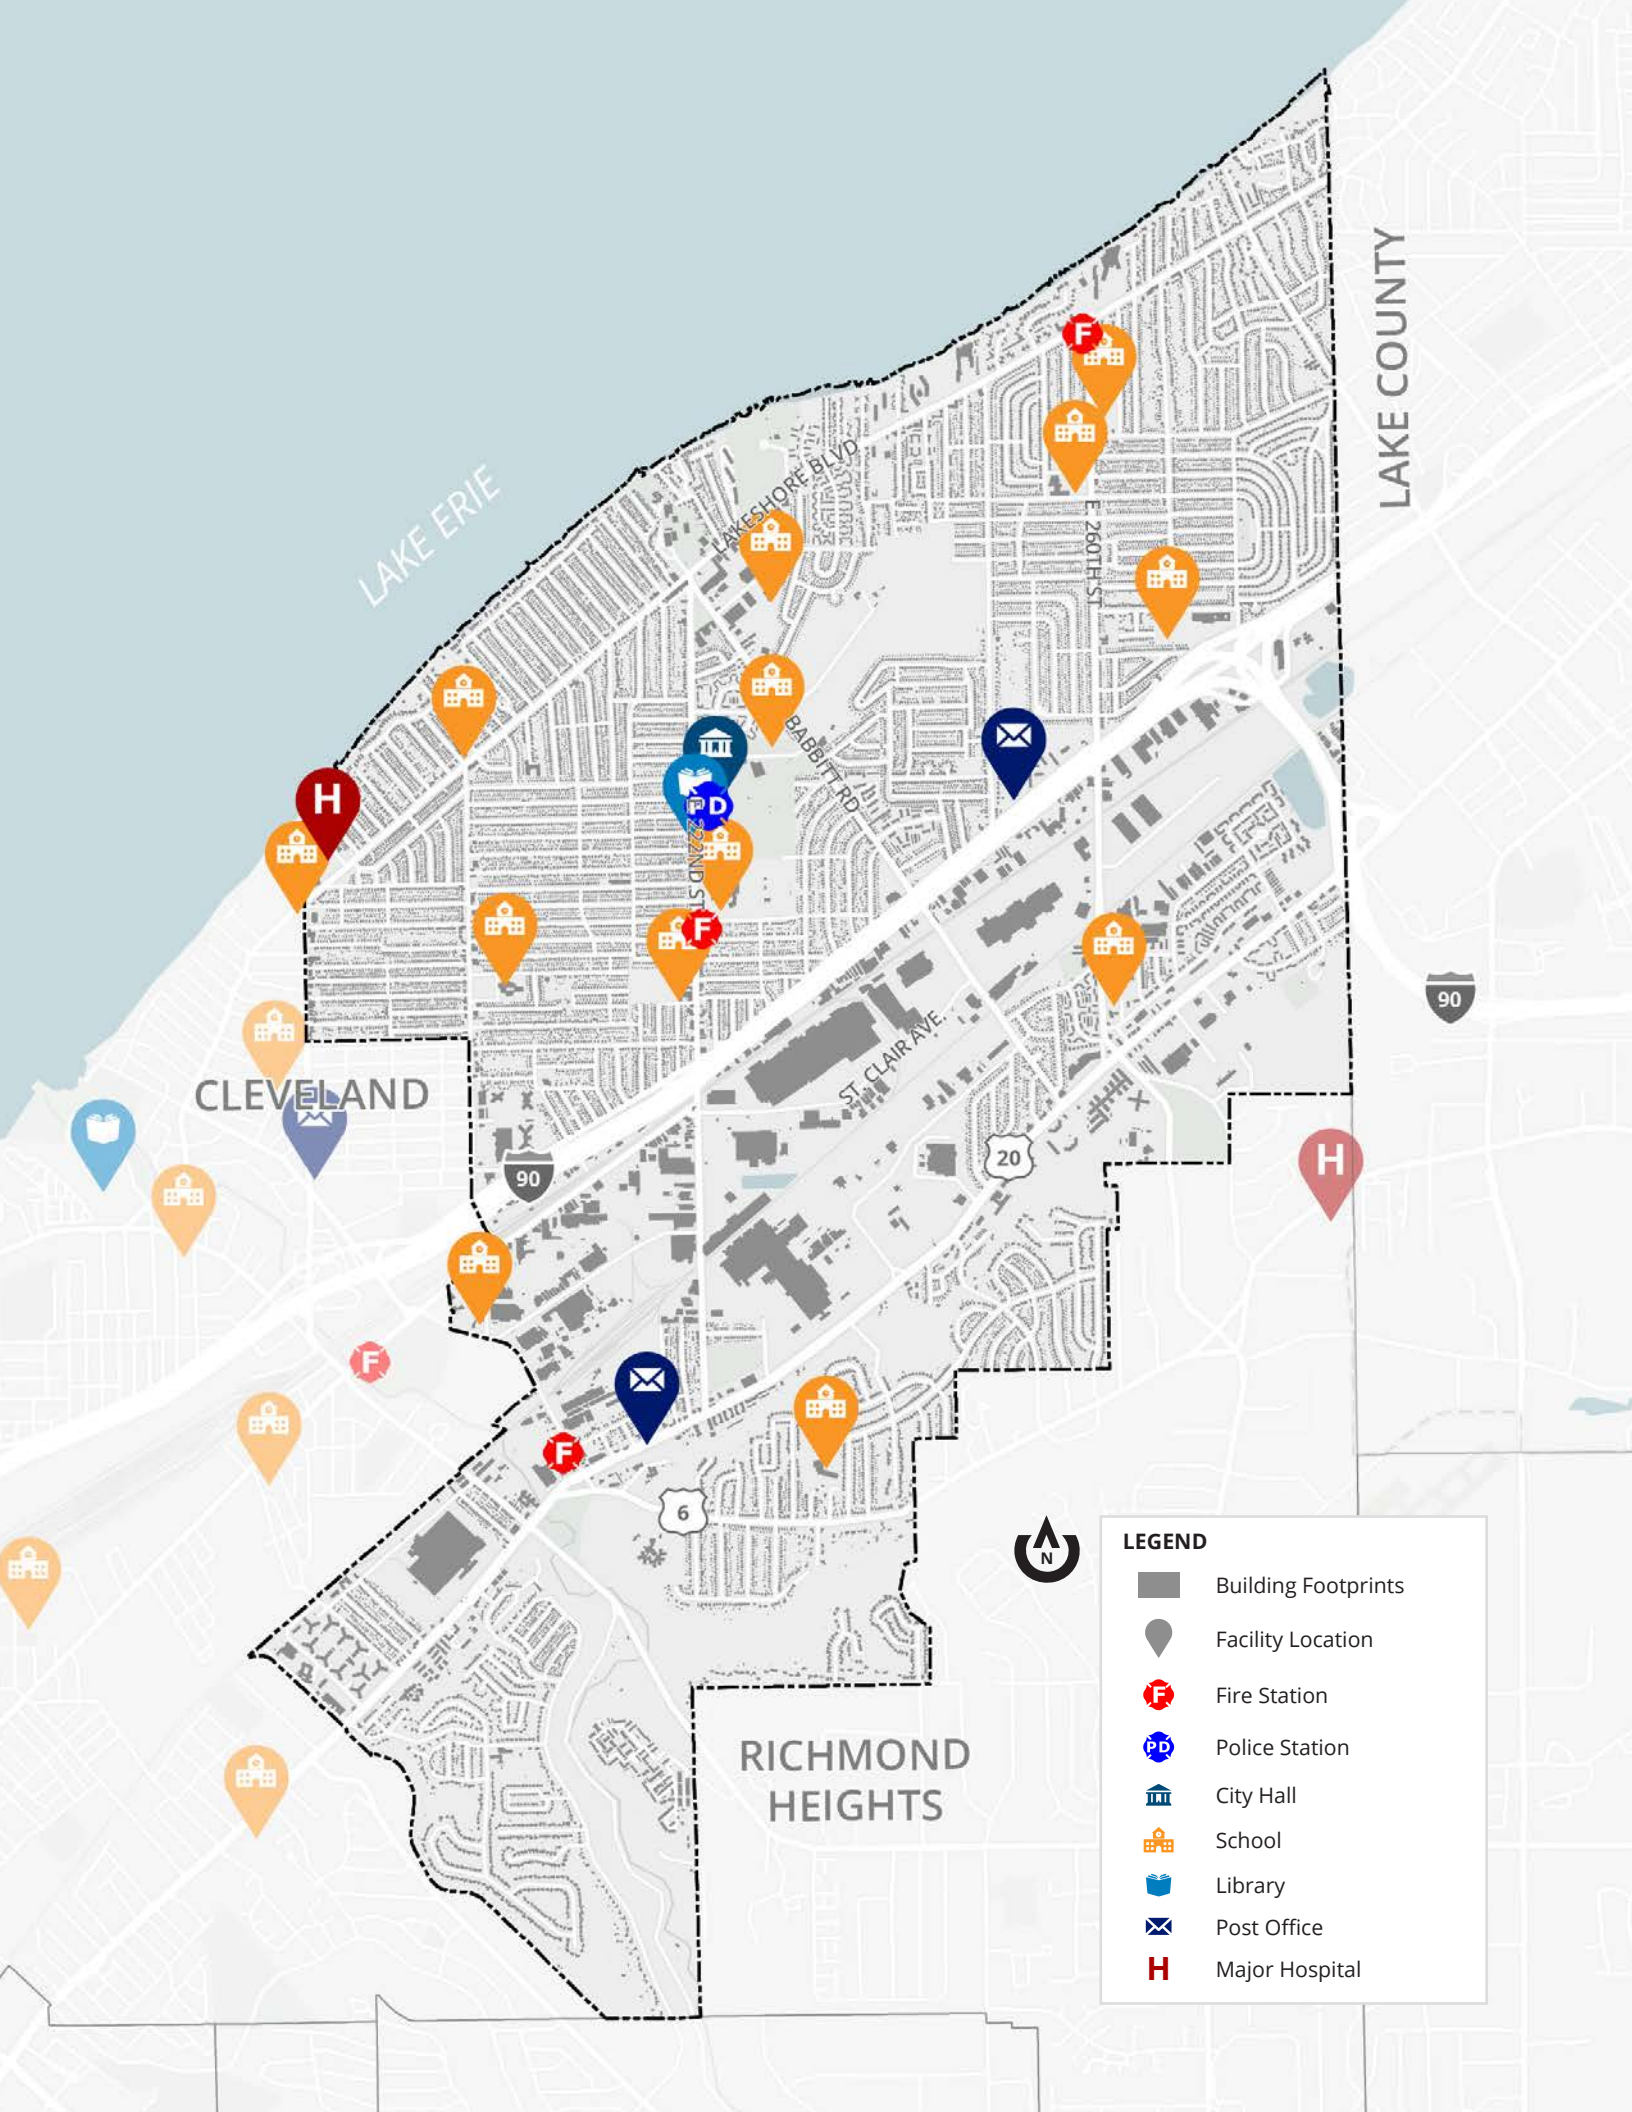 LAKE COUNTY
F
LAKESHORE BLVD
LAKE ERIE
E 260TH ST
BABBITT RD
H
PD
E 222ND ST
F
90
ST. CLAIR AVE.
CLEVELAND
20
H
90
F
F
6
N
LEGEND
Building Footprints
Facility Location
F Fire Station
PD Police Station
City Hall
School
Library
Post Office
H Major Hospital
RICHMOND
HEIGHTS